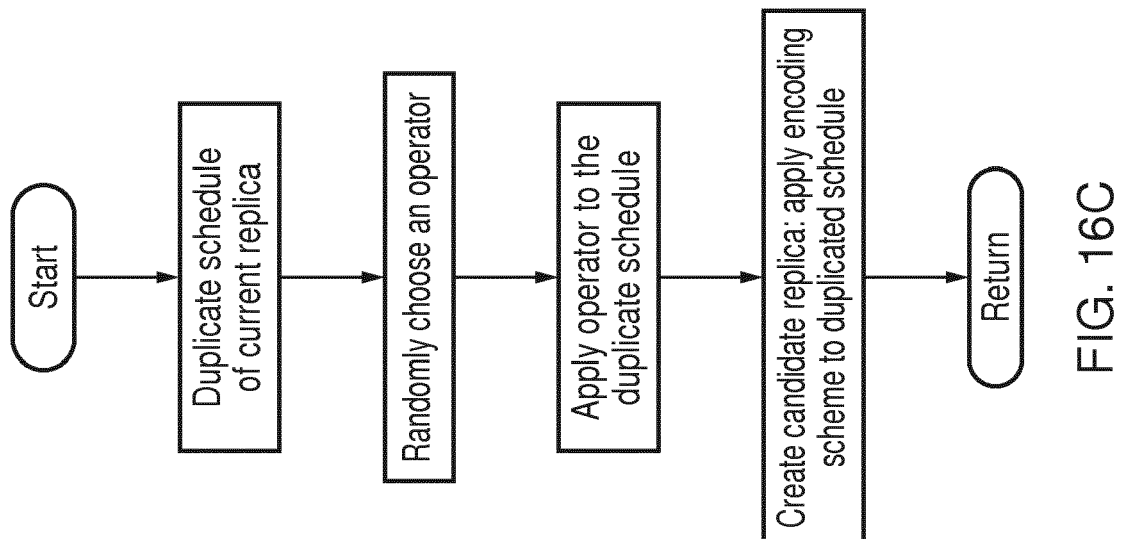 Start
Duplicate schedule
of current replica
Randomly choose an operator
Apply operator to the
duplicate schedule
Create candidate replica: apply encoding
scheme to duplicated schedule
Return
FIG. 16C